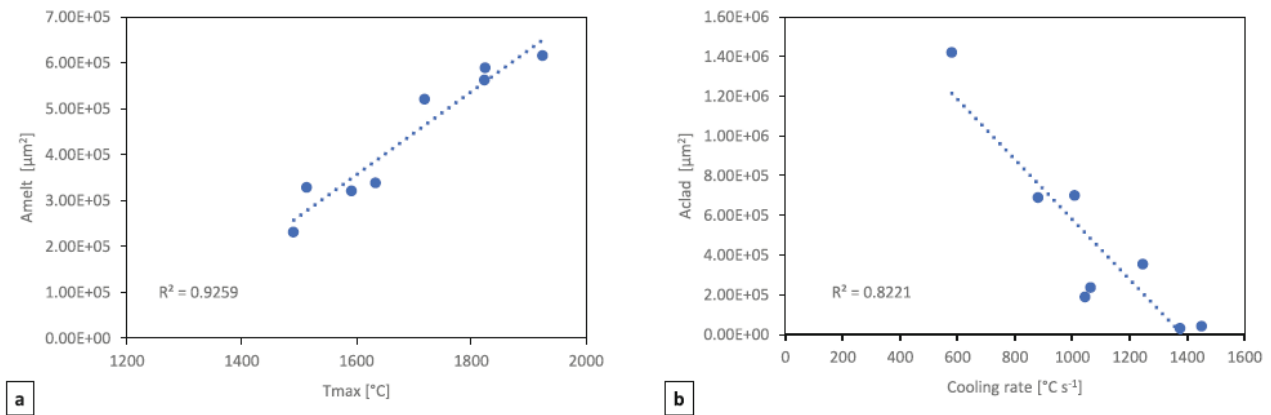 7.00E+05
6.00E+05
5.00E+05
4.00E+05
3.00E+05
2.00E+05
1.00E+05
0.00E+00
Amelt [µm²]
R² = 0.9259
1200 1400 1600 1800 2000
Tmax [°C]
a
1.60E+06
1.40E+06
1.20E+06
1.00E+06
8.00E+05
6.00E+05
4.00E+05
2.00E+05
0.00E+00
Aclad [µm²]
R² = 0.8221
0 200 400 600 800 1000 1200 1400 1600
Cooling rate [°C s⁻¹]
b